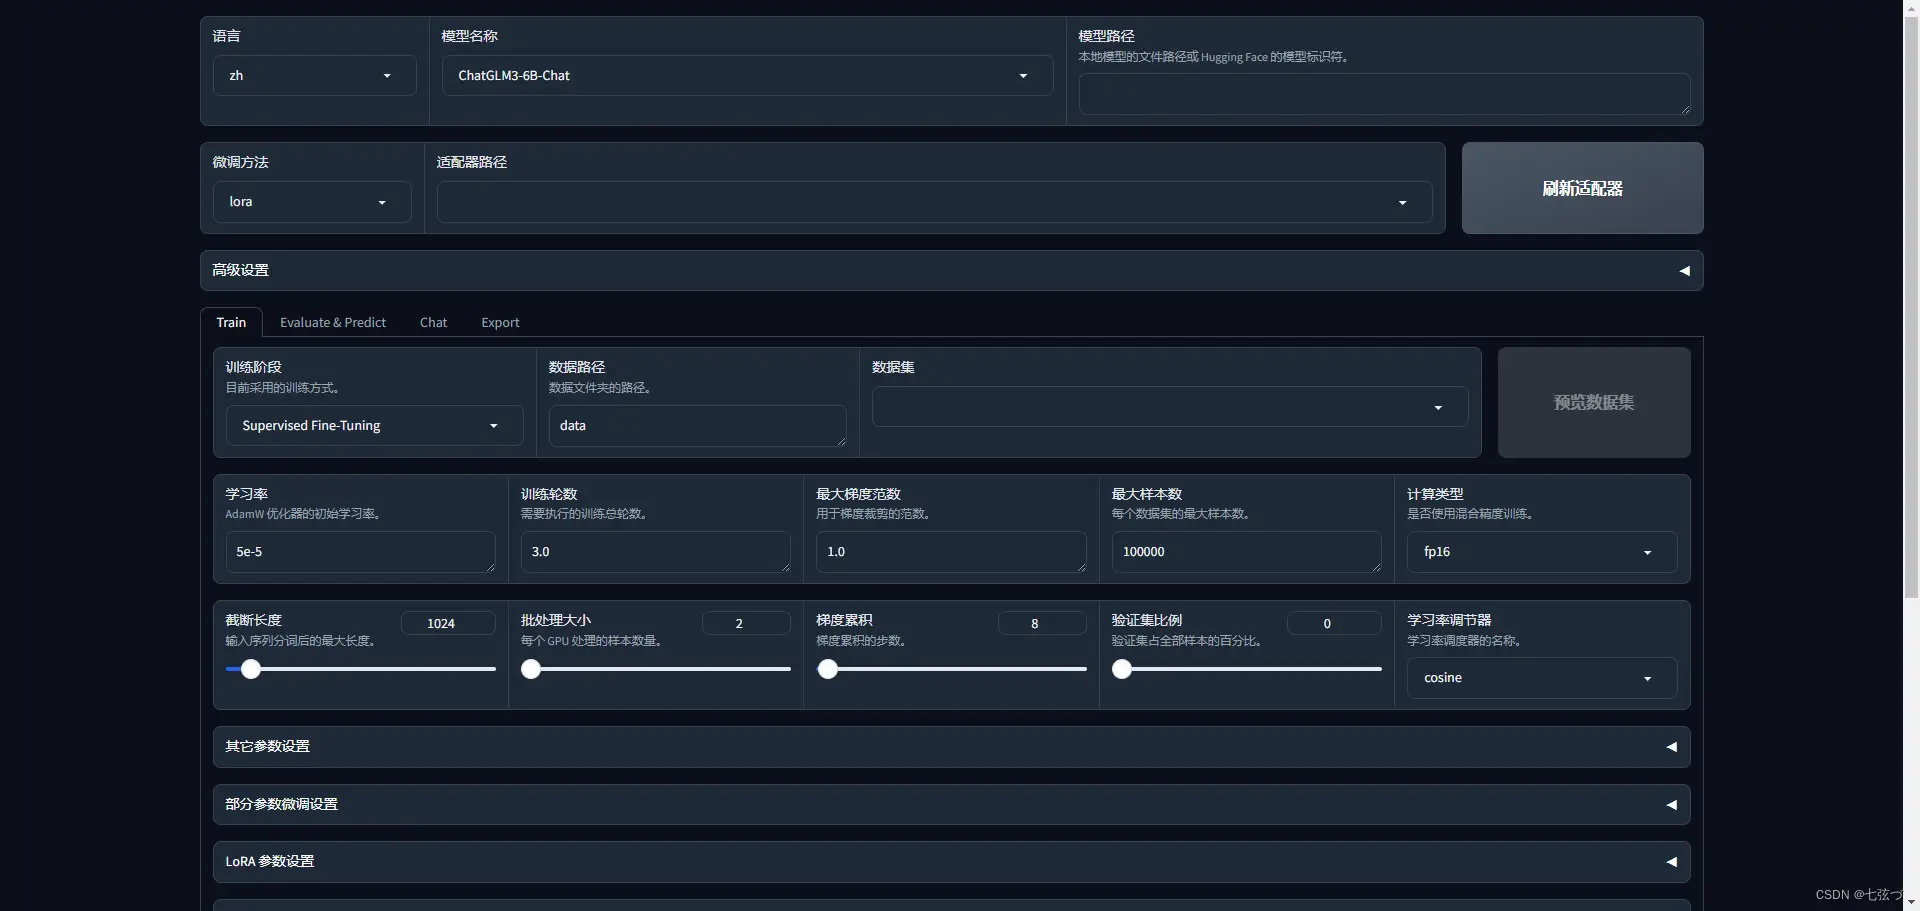 语言
zh
模型名称
ChatGLM3-6B-Chat
模型路径
本地模型的文件路径或 Hugging Face 的模型标识符。
微调方法
lora
适配器路径
刷新适配器
高级设置
Train
Evaluate & Predict
Chat
Export
训练阶段
目前采用的训练方式。
Supervised Fine-Tuning
数据路径
数据文件夹的路径。
data
数据集
预览数据集
学习率
AdamW 优化器的初始学习率。
5e-5
训练轮数
需要执行的训练总轮数。
3.0
最大梯度范数
用于梯度裁剪的范数。
1.0
最大样本数
每个数据集的最大样本数。
100000
计算类型
是否使用混合精度训练。
fp16
截断长度
1024
输入序列分词后的最大长度。
批处理大小
2
每个 GPU 处理的样本数量。
梯度累积
8
梯度累积的步数。
验证集比例
0
验证集占全部样本的百分比。
学习率调节器
学习率调度器的名称。
cosine
其它参数设置
部分参数微调设置
LoRA 参数设置
CSDN @七弦づ